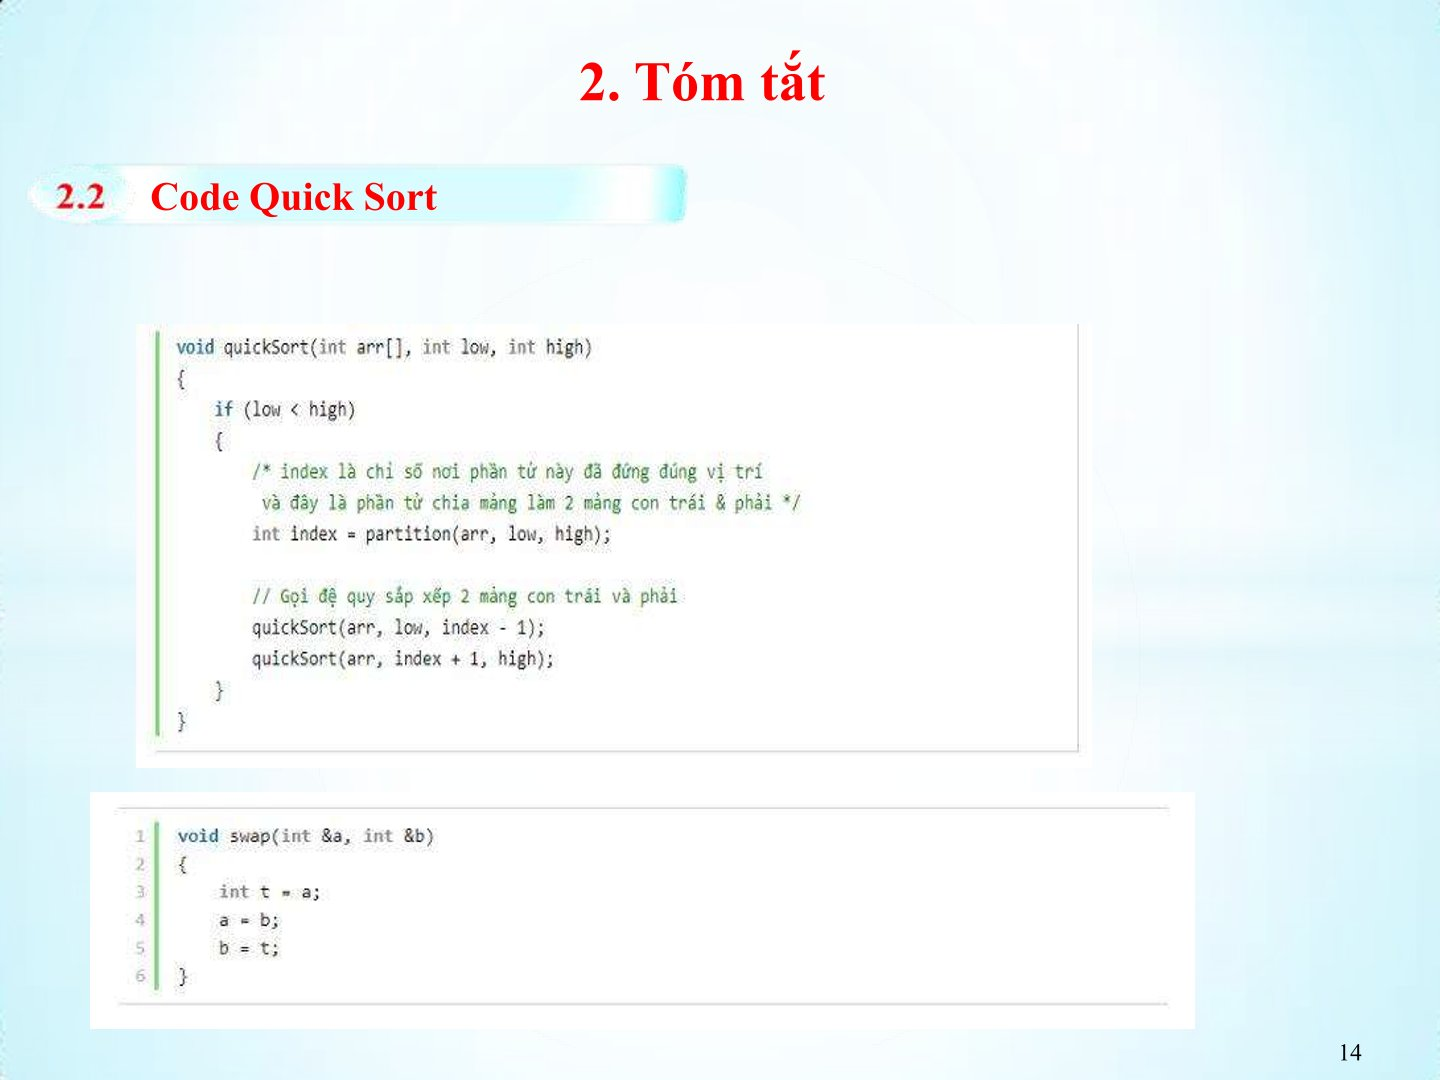 2. Tóm tắt
2.2 Code Quick Sort
void quickSort(int arr[], int low, int high)
{
if (low < high)
{
/* index là chỉ số nơi phần tử này đã đứng đúng vị trí
và đây là phần tử chia mảng làm 2 mảng con trái & phải */
int index = partition(arr, low, high);
// Gọi đệ quy sắp xếp 2 mảng con trái và phải
quickSort(arr, low, index - 1);
quickSort(arr, index + 1, high);
}
}
1 void swap(int &a, int &b)
2 {
3 int t = a;
4 a = b;
5 b = t;
6 }
14